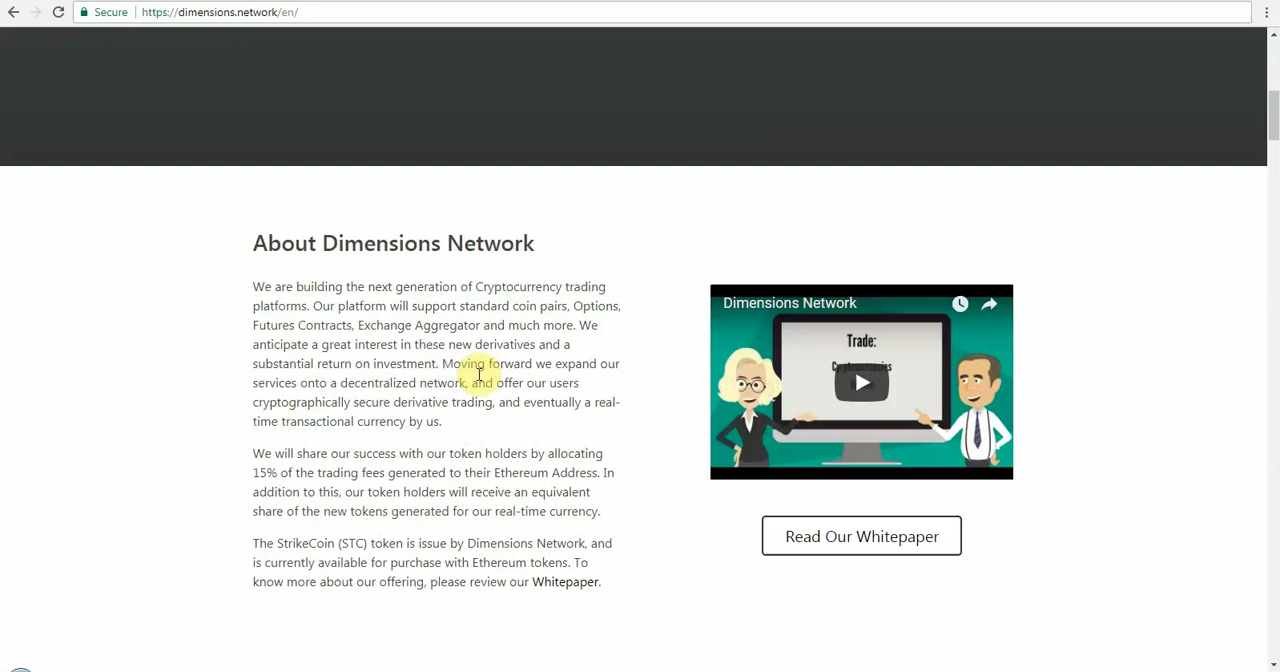 Secure
https://dimensions.network/en/
About Dimensions Network
We are building the next generation of Cryptocurrency trading
platforms. Our platform will support standard coin pairs, Options,
Futures Contracts, Exchange Aggregator and much more. We
anticipate a great interest in these new derivatives and a
substantial return on investment. Moving forward we expand our
services onto a decentralized network, and offer our users
cryptographically secure derivative trading, and eventually a real-
time transactional currency by us.
We will share our success with our token holders by allocating
15% of the trading fees generated to their Ethereum Address. In
addition to this, our token holders will receive an equivalent
share of the new tokens generated for our real-time currency.
The StrikeCoin (STC) token is issue by Dimensions Network, and
is currently available for purchase with Ethereum tokens. To
know more about our offering, please review our Whitepaper.
Dimensions Network
Trade:
Read Our Whitepaper